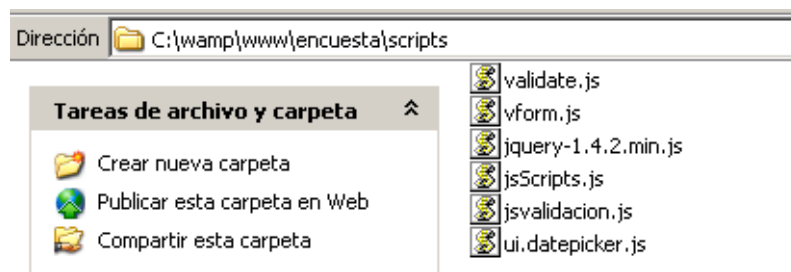 Dirección C:\wamp\www\encuesta\scripts
Tareas de archivo y carpeta
Crear nueva carpeta
Publicar esta carpeta en Web
Compartir esta carpeta
validate.js
vform.js
jquery-1.4.2.min.js
jsScripts.js
jsvalidacion.js
ui.datepicker.js